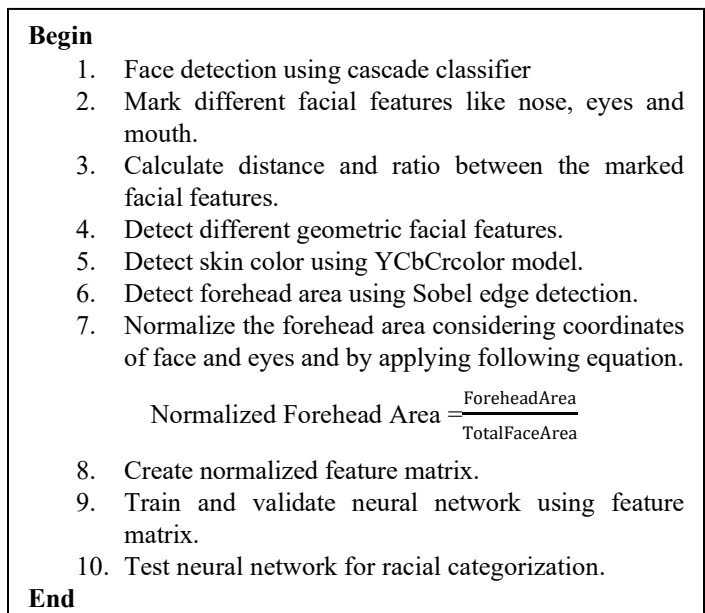 Begin
1. Face detection using cascade classifier
2. Mark different facial features like nose, eyes and
mouth.
3. Calculate distance and ratio between the marked
facial features.
4. Detect different geometric facial features.
5. Detect skin color using YCbCrcolor model.
6. Detect forehead area using Sobel edge detection.
7. Normalize the forehead area considering coordinates
of face and eyes and by applying following equation.
Normalized Forehead Area = ForeheadArea
TotalFaceArea
8. Create normalized feature matrix.
9. Train and validate neural network using feature
matrix.
10. Test neural network for racial categorization.
End